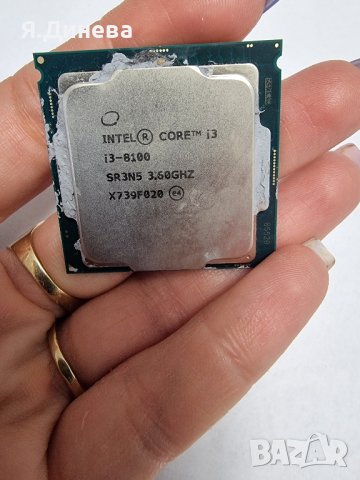 Я.Динева
INTEL® CORE™ i3
i3-8100
SR3N5 3.60GHZ
X739F020 e4
BAZAR